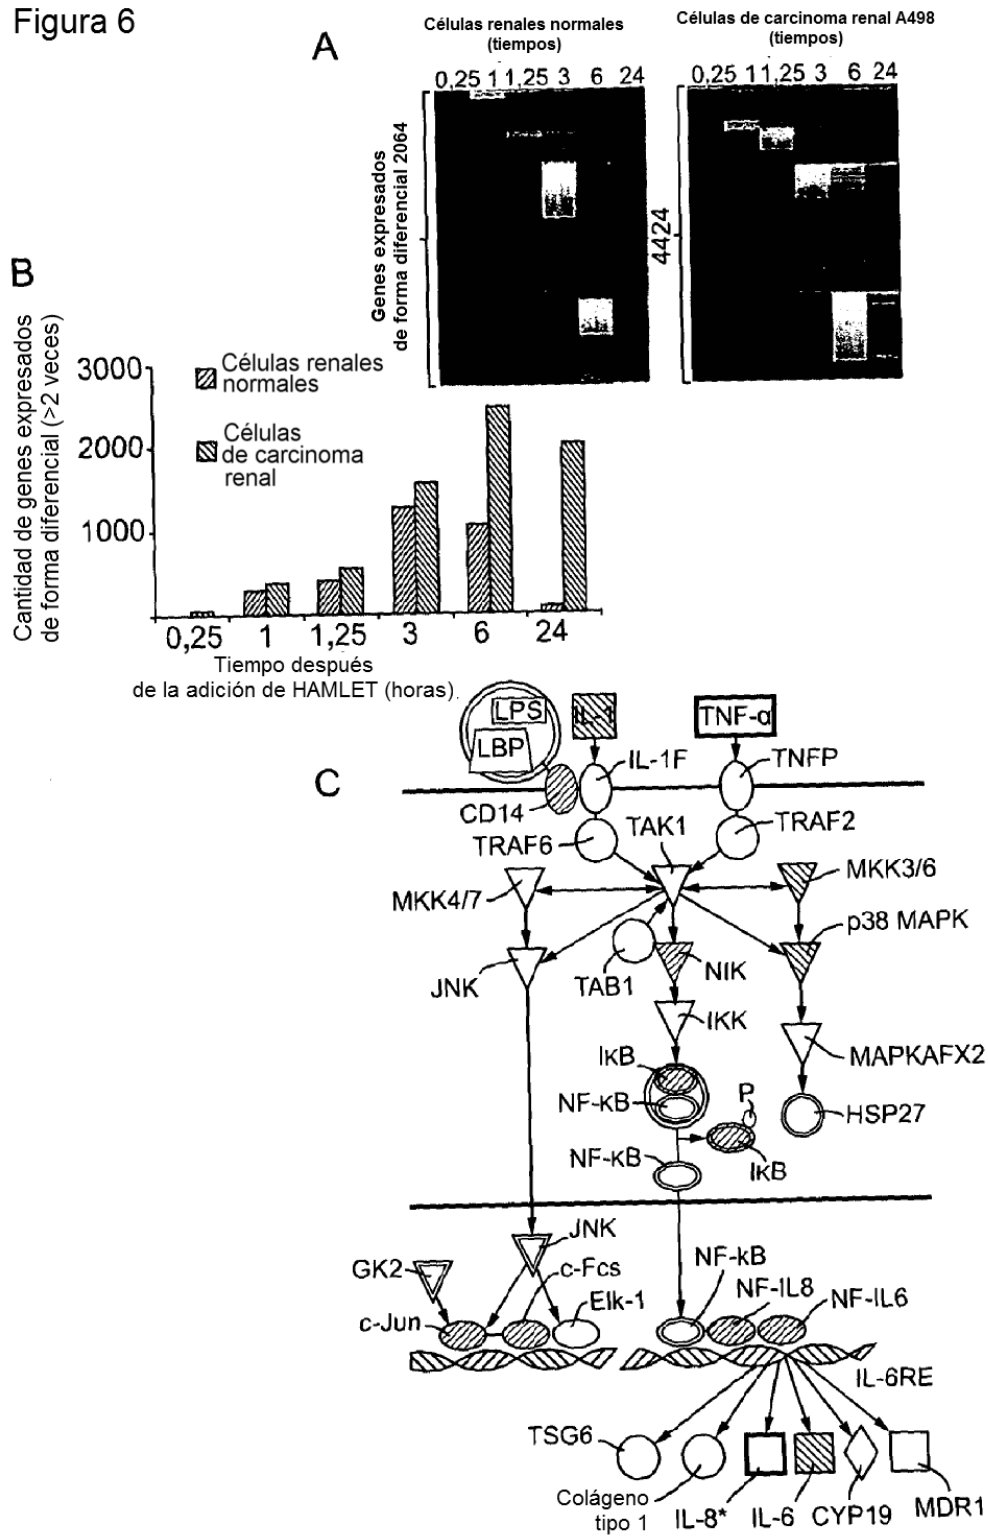 Figura 6
A
Células renales normales
(tiempos)
0,25 1 1,25 3 6 24
Células de carcinoma renal A498
(tiempos)
0,25 1 1,25 3 6 24
Genes expresados
de forma diferencial 2064
4424
B
Cantidad de genes expresados
de forma diferencial (>2 veces)
3000
2000
1000
Células renales
normales
Células
de carcinoma
renal
0,25 1 1,25 3 6 24
Tiempo después
de la adición de HAMLET (horas)
C
LPS
LBP
IL-1
TNF-α
IL-1F
TNFP
CD14
TRAF6
TAK1
TRAF2
MKK4/7
MKK3/6
p38 MAPK
JNK
TAB1
NIK
IKK
MAPKAFX2
IκB
NF-κB
P
HSP27
NF-κB
IκB
JNK
GK2
c-Fcs
NF-kB
NF-IL8
Elk-1
NF-IL6
c-Jun
IL-6RE
TSG6
Colágeno
tipo 1
IL-8*
IL-6
CYP19
MDR1